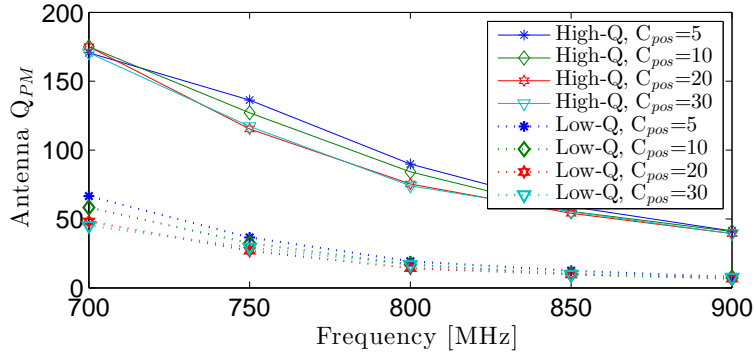 200
150
100
50
0
Antenna Q_PM
700
750
800
850
900
Frequency [MHz]
High-Q, C_pos=5
High-Q, C_pos=10
High-Q, C_pos=20
High-Q, C_pos=30
Low-Q, C_pos=5
Low-Q, C_pos=10
Low-Q, C_pos=20
Low-Q, C_pos=30